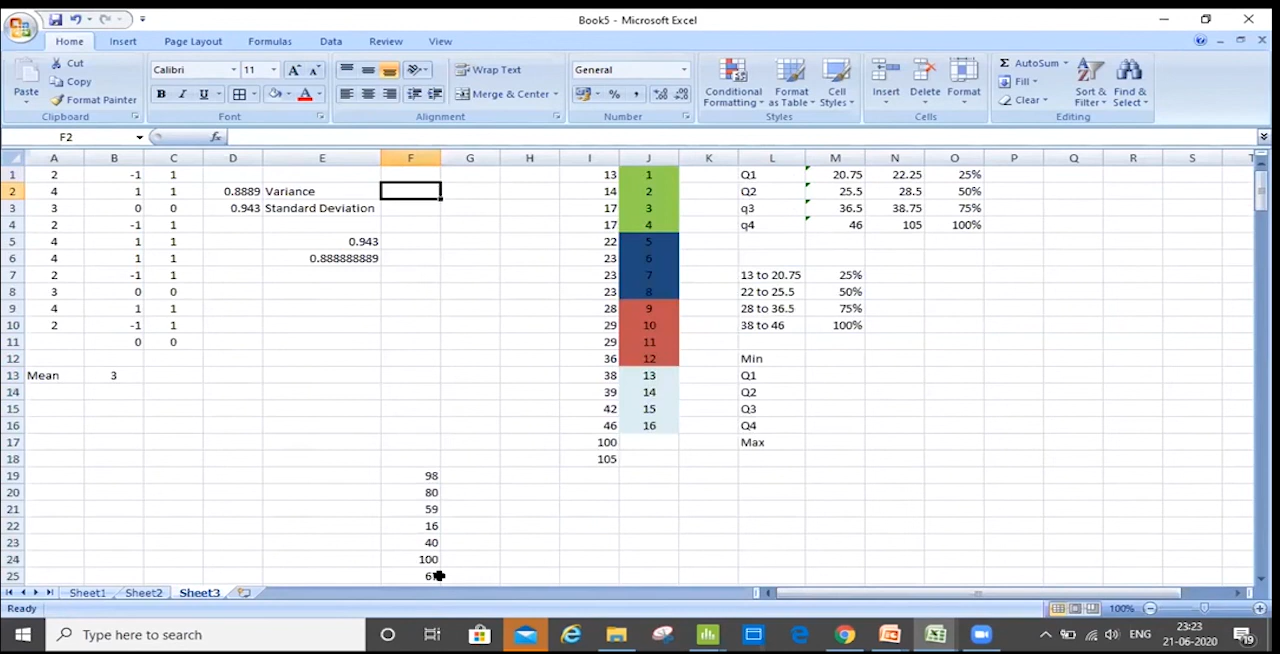 Book5 - Microsoft Excel
Home Insert Page Layout Formulas Data Review View
Paste Cut Copy Format Painter Clipboard
Calibri 11 A A B I U A Font
Wrap Text Merge & Center Alignment
General % , Number
Conditional Formatting Format as Table Cell Styles Styles
Insert Delete Format Cells
Σ AutoSum Fill Clear Sort & Filter Find & Select Editing
F2 fx
A B C D E F G H I J K L M N O P Q R S T
1 2 -1 1 13 1 Q1 20.75 22.25 25%
2 4 1 1 0.8889 Variance 14 2 Q2 25.5 28.5 50%
3 3 0 0 0.943 Standard Deviation 17 3 q3 36.5 38.75 75%
4 2 -1 1 17 4 q4 46 105 100%
5 4 1 1 0.943 22 5
6 4 1 1 0.888888889 23 6
7 2 -1 1 23 7 13 to 20.75 25%
8 3 0 0 23 8 22 to 25.5 50%
9 4 1 1 28 9 28 to 36.5 75%
10 2 -1 1 29 10 38 to 46 100%
11 0 0 29 11
12 36 12 Min
13 Mean 3 38 13 Q1
14 39 14 Q2
15 42 15 Q3
16 46 16 Q4
17 100 Max
18 105
19 98
20 80
21 59
22 16
23 40
24 100
25
Sheet1 Sheet2 Sheet3
Ready 100%
Type here to search
ENG
23:23
21-06-2020
19